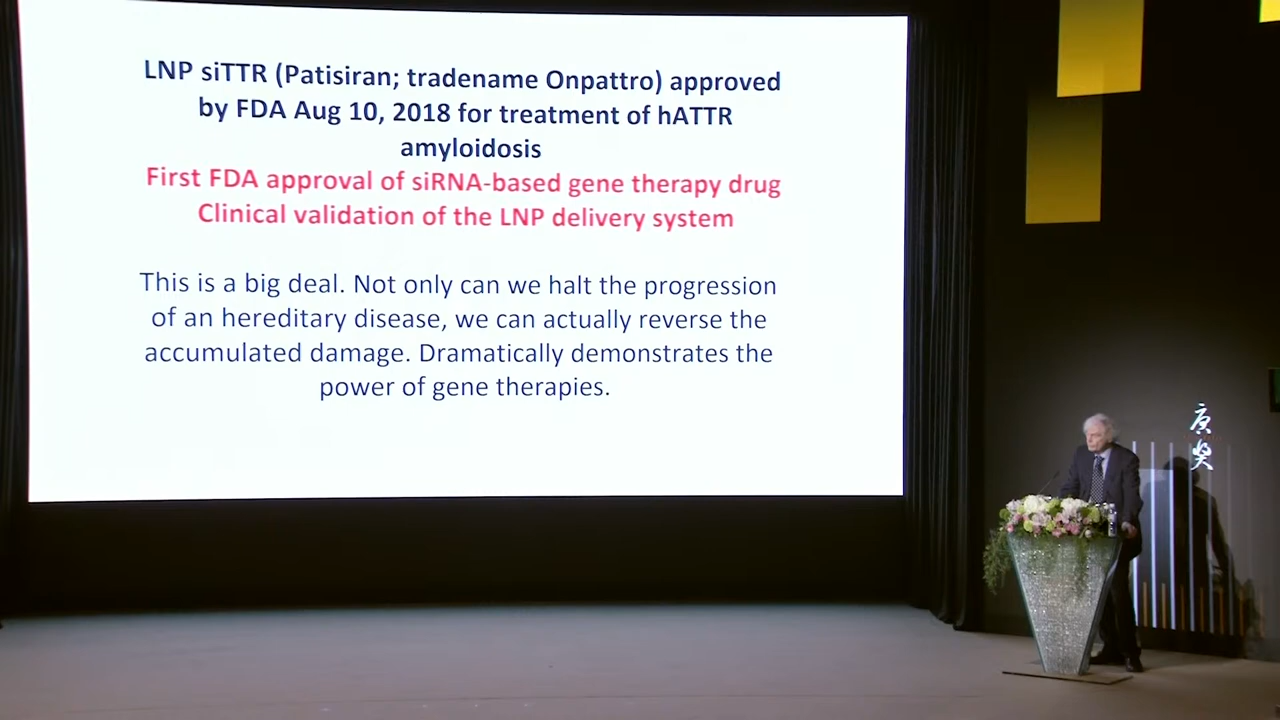 LNP siTTR (Patisiran; tradename Onpattro) approved
by FDA Aug 10, 2018 for treatment of hATTR
amyloidosis
First FDA approval of siRNA-based gene therapy drug
Clinical validation of the LNP delivery system
This is a big deal. Not only can we halt the progression
of an hereditary disease, we can actually reverse the
accumulated damage. Dramatically demonstrates the
power of gene therapies.